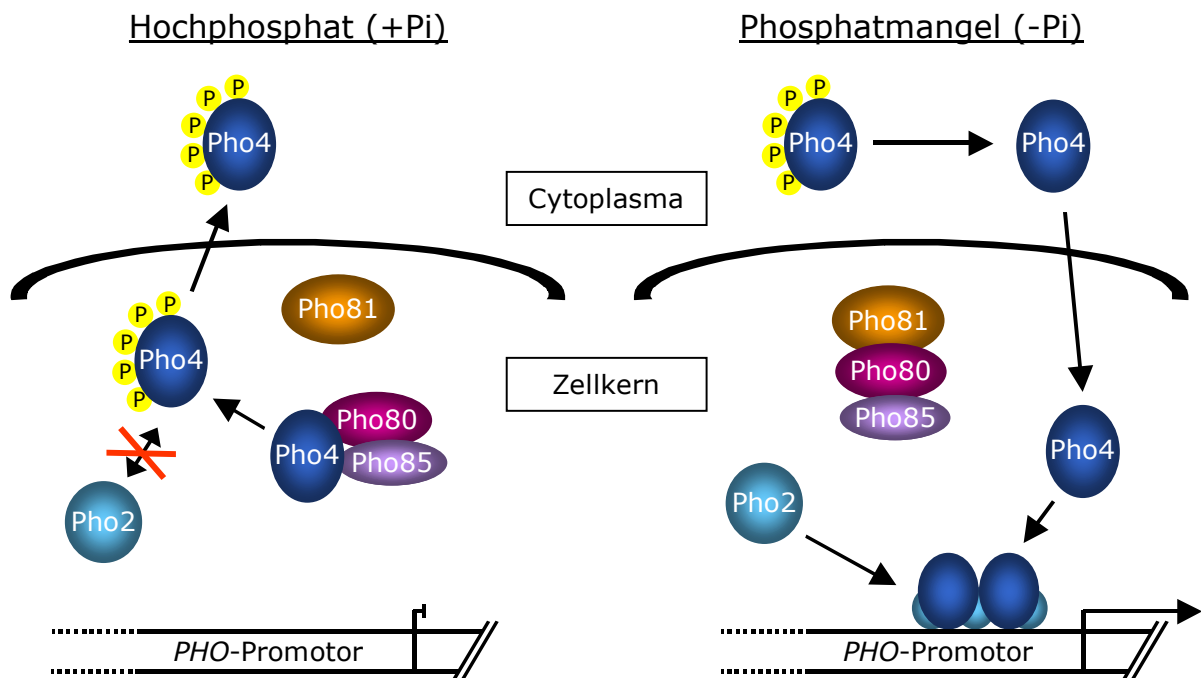 Hochphosphat (+Pi)
P
P
P
P
P
Pho4
P
P
P
P
P
Pho4
Pho81
Pho80
Pho4
Pho85
Pho2
PHO-Promotor
Cytoplasma
Zellkern
Phosphatmangel (-Pi)
P
P
P
P
P
Pho4
Pho4
Pho81
Pho80
Pho85
Pho4
Pho2
PHO-Promotor